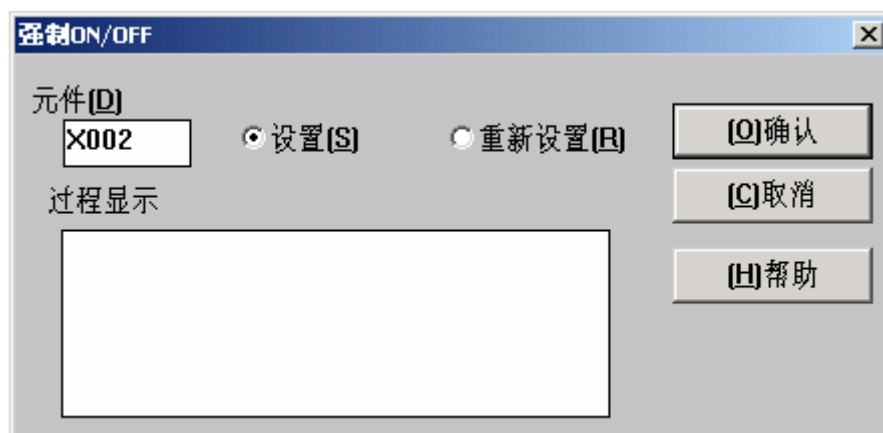 强制ON/OFF
元件(D)
X002
设置(S)
重新设置(R)
(O)确认
过程显示
(C)取消
(H)帮助